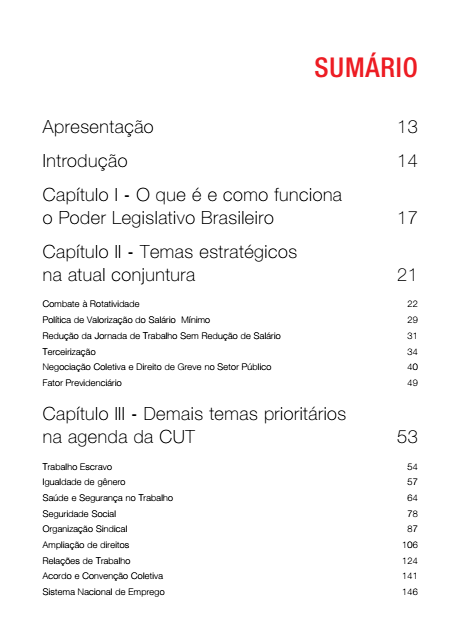 SUMÁRIO
Apresentação 13
Introdução 14
Capítulo I - O que é e como funciona
o Poder Legislativo Brasileiro 17
Capítulo II - Temas estratégicos
na atual conjuntura 21
Combate à Rotatividade 22
Política de Valorização do Salário Mínimo 29
Redução da Jornada de Trabalho Sem Redução de Salário 31
Terceirização 34
Negociação Coletiva e Direito de Greve no Setor Público 40
Fator Previdenciário 49
Capítulo III - Demais temas prioritários
na agenda da CUT 53
Trabalho Escravo 54
Igualdade de gênero 57
Saúde e Segurança no Trabalho 64
Seguridade Social 78
Organização Sindical 87
Ampliação de direitos 106
Relações de Trabalho 124
Acordo e Convenção Coletiva 141
Sistema Nacional de Emprego 146